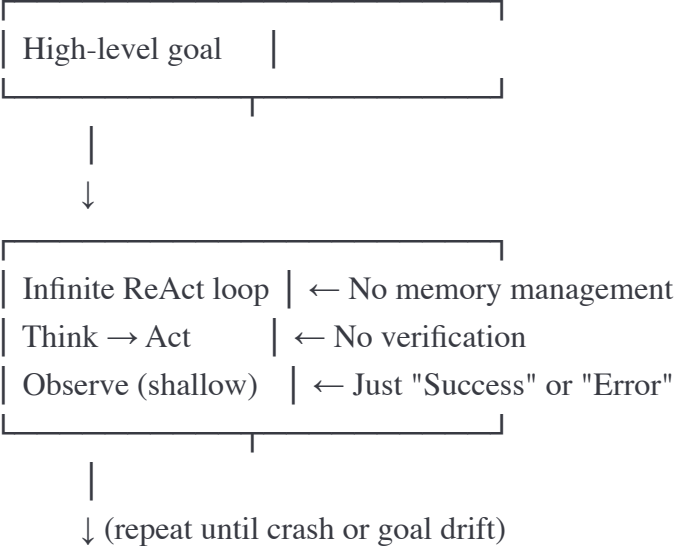 High-level goal
↓
Infinite ReAct loop ← No memory management
Think → Act ← No verification
Observe (shallow) ← Just "Success" or "Error"
↓ (repeat until crash or goal drift)